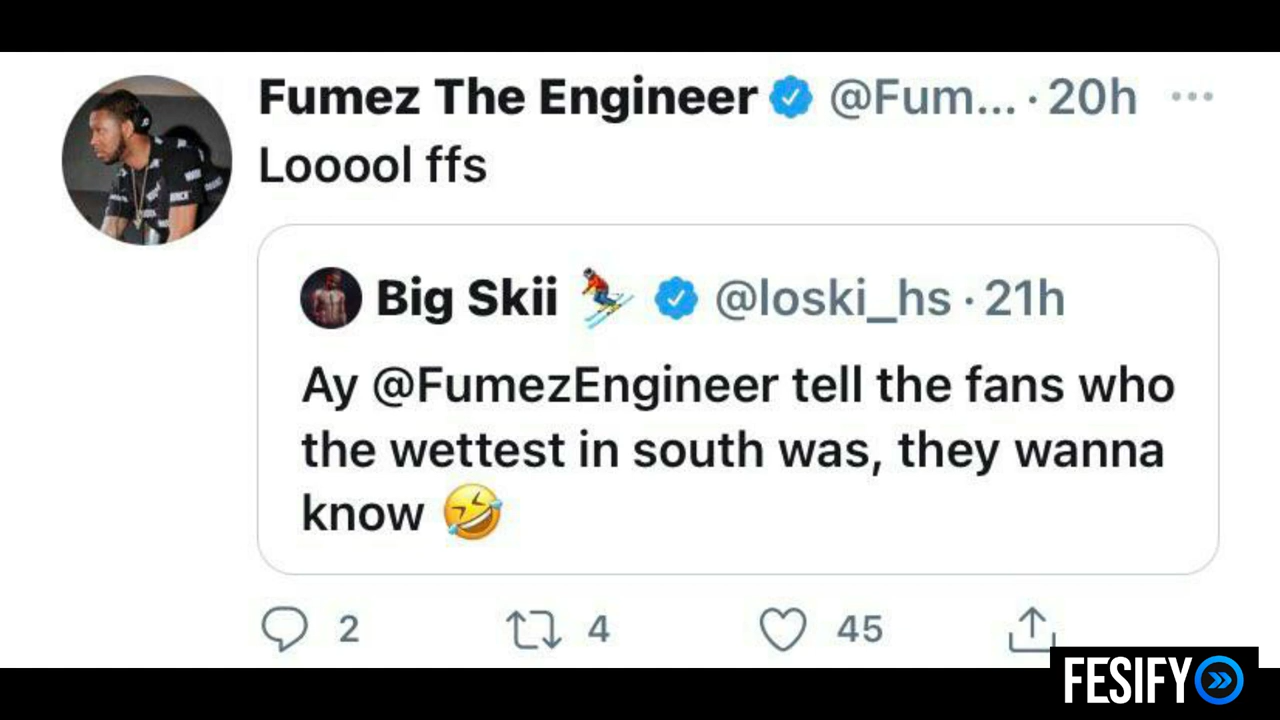 Fumez The Engineer @Fum... · 20h
Looool ffs
Big Skii @loski_hs · 21h
Ay @FumezEngineer tell the fans who
the wettest in south was, they wanna
know 🤣
2 4 45
FESIFY